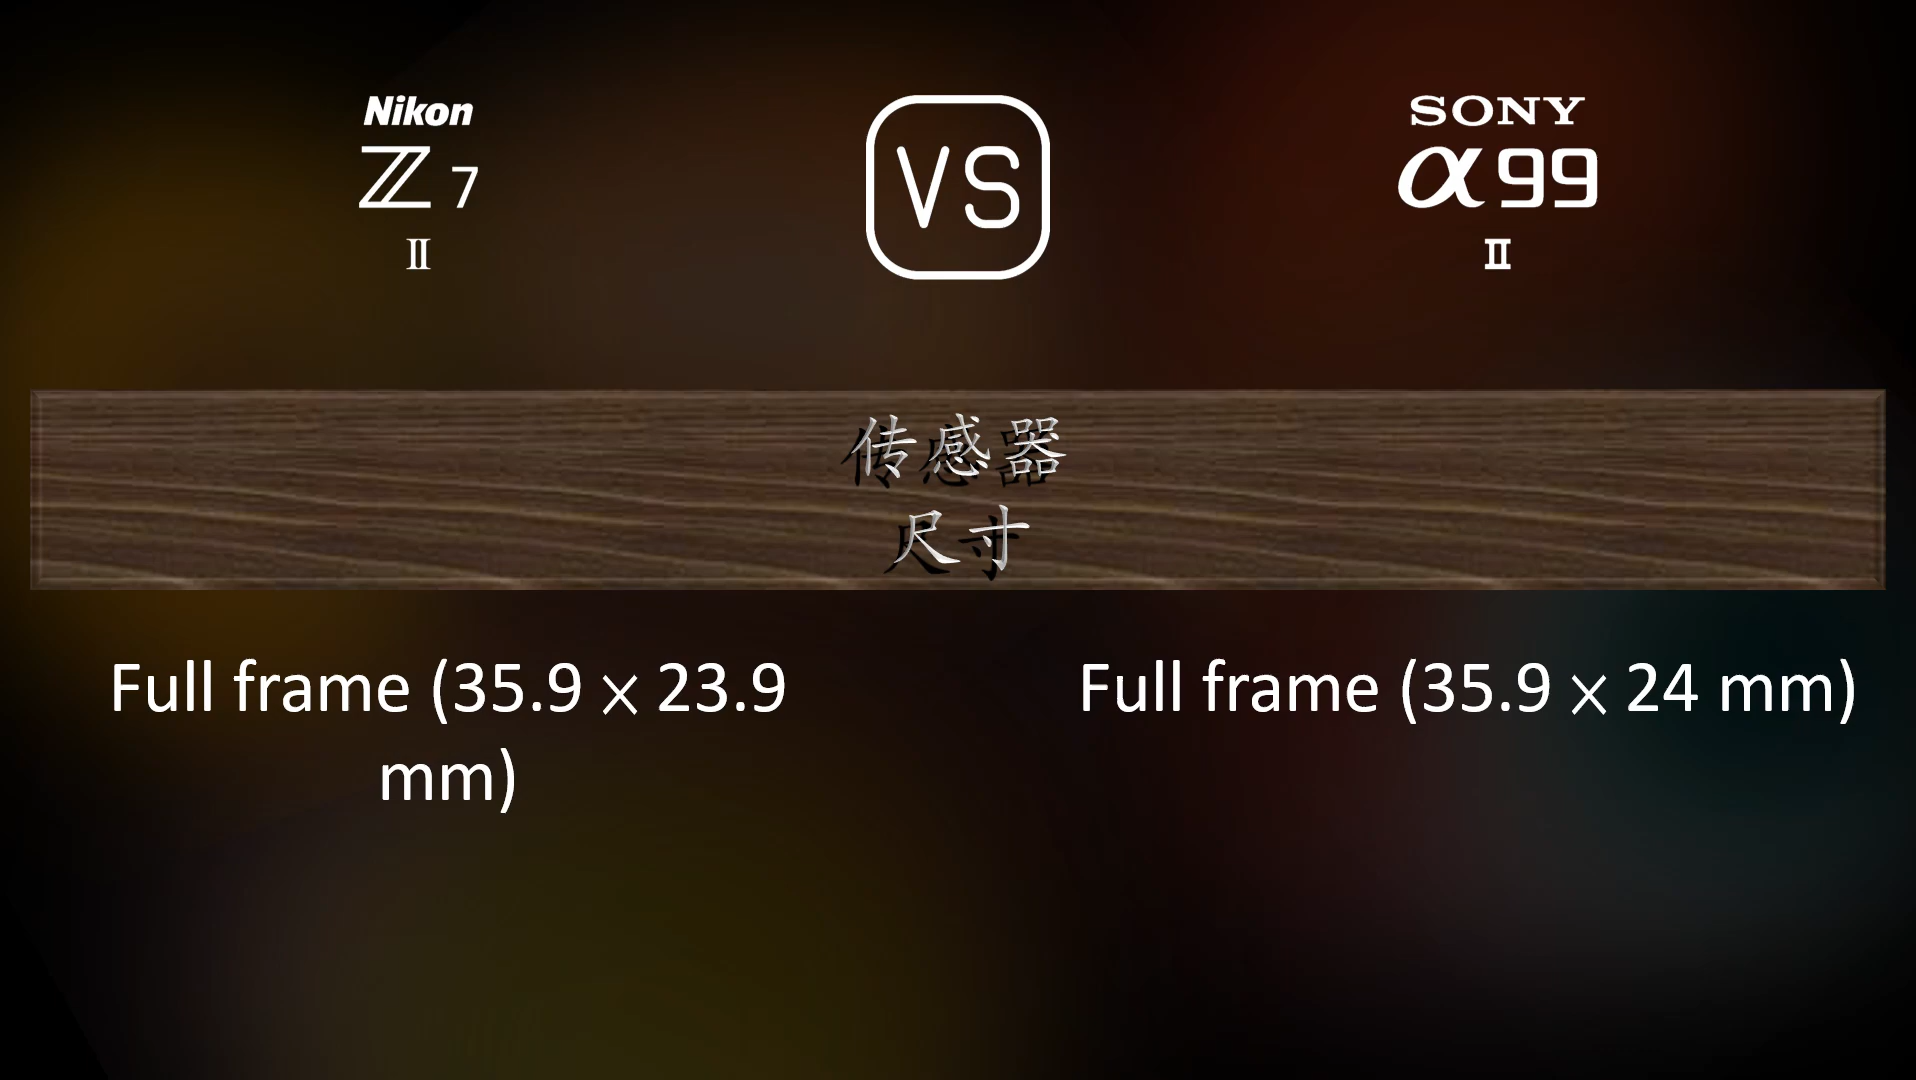 Nikon
Z 7
II
VS
SONY
α99
II
传感器
尺寸
Full frame (35.9 x 23.9
mm)
Full frame (35.9 x 24 mm)